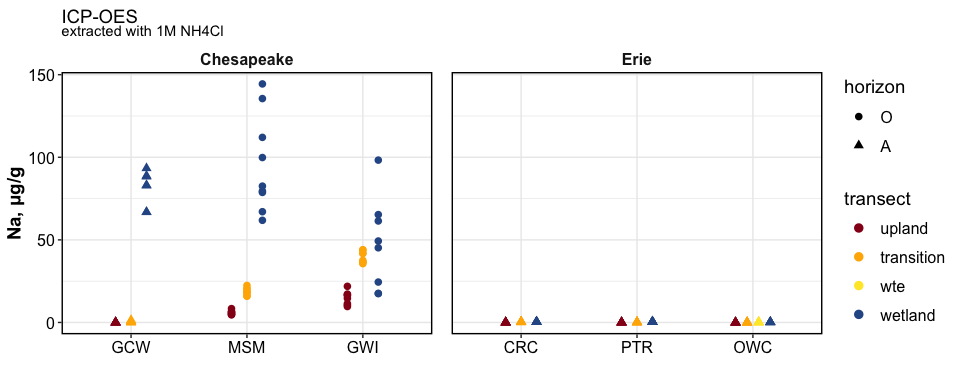 ICP-OES
extracted with 1M NH4Cl
Chesapeake
Erie
Na, μg/g
150
100
50
0
GCW
MSM
GWI
CRC
PTR
OWC
horizon
O
A
transect
upland
transition
wte
wetland